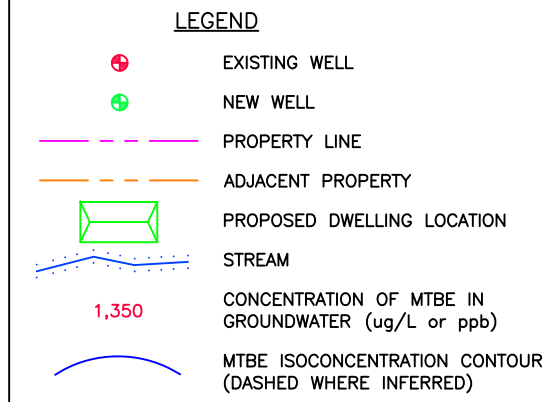 LEGEND
EXISTING WELL
NEW WELL
PROPERTY LINE
ADJACENT PROPERTY
PROPOSED DWELLING LOCATION
STREAM
1,350
CONCENTRATION OF MTBE IN
GROUNDWATER (ug/L or ppb)
MTBE ISOCONCENTRATION CONTOUR
(DASHED WHERE INFERRED)